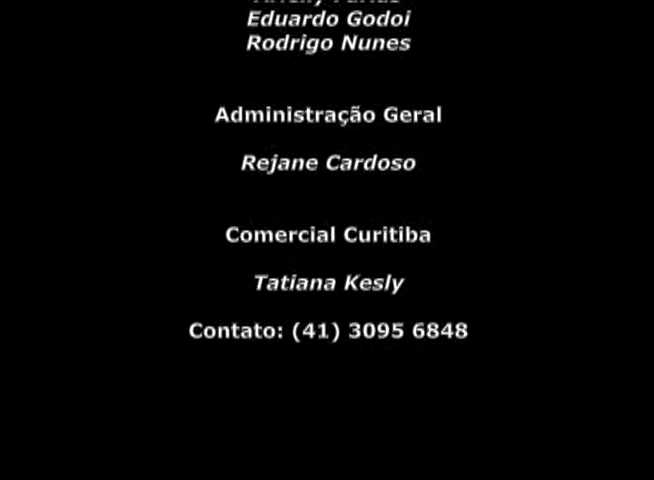 Eduardo Godoi
Rodrigo Nunes
Administração Geral
Rejane Cardoso
Comercial Curitiba
Tatiana Kesly
Contato: (41) 3095 6848